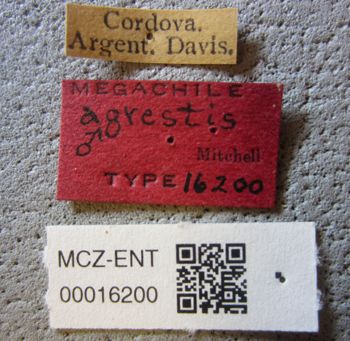 Cordova.
Argent. Davis.
MEGACHILE
agrestis
♂
Mitchell
TYPE 16200
MCZ-ENT
00016200